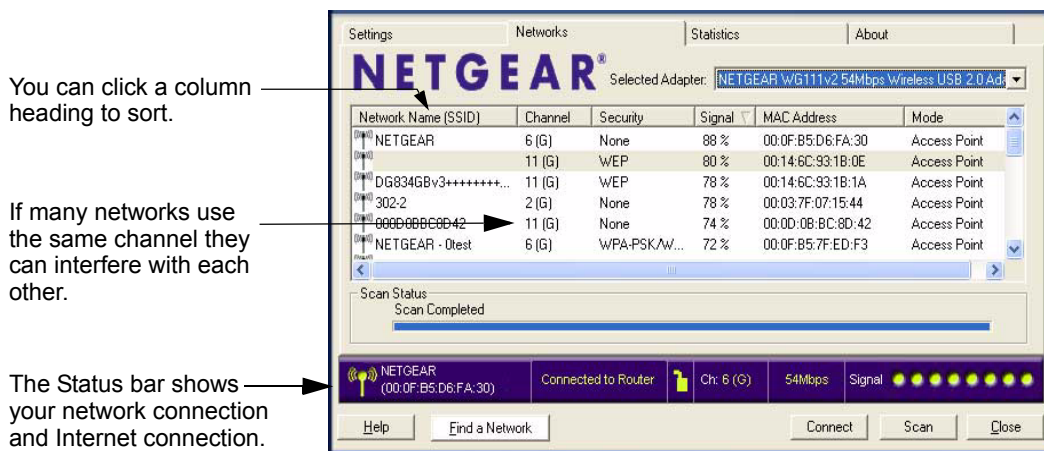 Settings Networks Statistics About
NETGEAR® Selected Adapter: NETGEAR WG111v2 54Mbps Wireless USB 2.0 Ada
You can click a column
heading to sort.
Network Name (SSID) Channel Security Signal MAC Address Mode
NETGEAR 6 (G) None 88 % 00:0F:B5:D6:FA:30 Access Point
11 (G) WEP 80 % 00:14:6C:93:1B:0E Access Point
DG834GBv3++++++++... 11 (G) WEP 78 % 00:14:6C:93:1B:1A Access Point
302-2 2 (G) None 78 % 00:03:7F:07:15:44 Access Point
000D0BBC8D42 11 (G) None 74 % 00:0D:0B:BC:8D:42 Access Point
NETGEAR - 0test 6 (G) WPA-PSK/W... 72 % 00:0F:B5:7F:ED:F3 Access Point
If many networks use
the same channel they
can interfere with each
other.
Scan Status
Scan Completed
The Status bar shows
your network connection
and Internet connection.
NETGEAR
(00:0F:B5:D6:FA:30) Connected to Router Ch: 6 (G) 54Mbps Signal
Help Find a Network Connect Scan Close